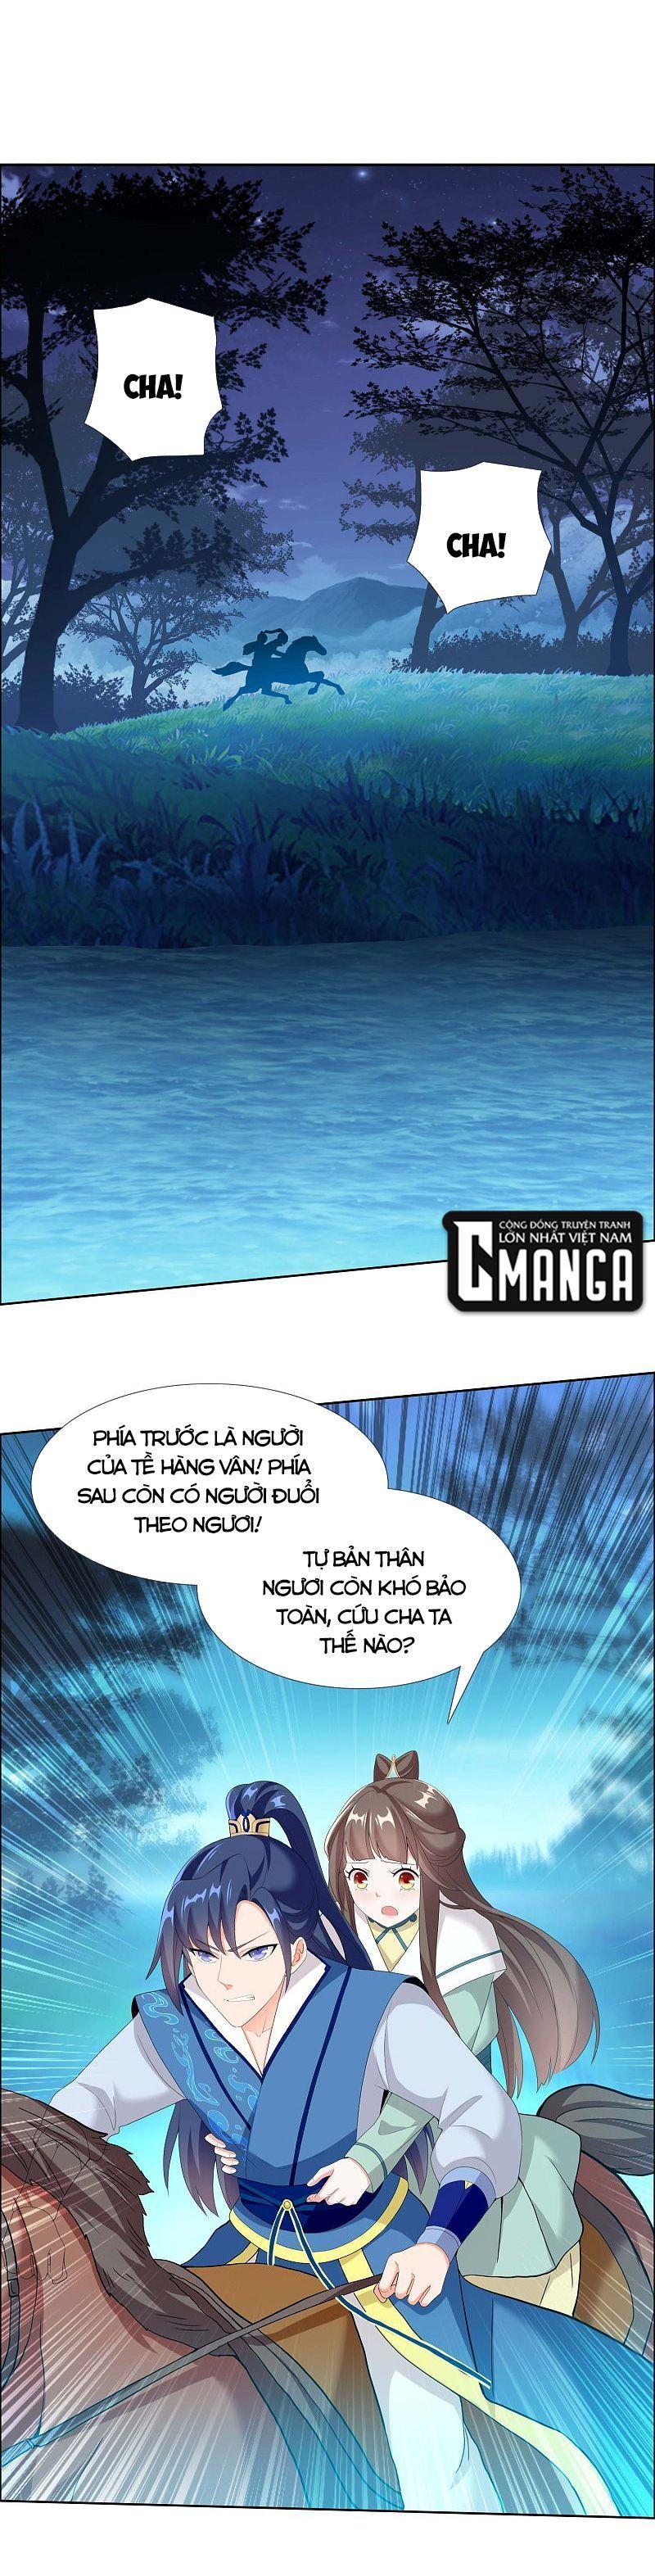 CHA!
CHA!
CỘNG ĐỒNG TRUYỆN TRANH
LỚN NHẤT VIỆT NAM
CMANGA
PHÍA TRƯỚC LÀ NGƯỜI
CỦA TỀ HÀNG VÂN! PHÍA
SAU CÒN CÓ NGƯỜI ĐUỔI
THEO NGƯƠI!
TỰ BẢN THÂN
NGƯƠI CÒN KHÓ BẢO
TOÀN, CỨU CHA TA
THẾ NÀO?